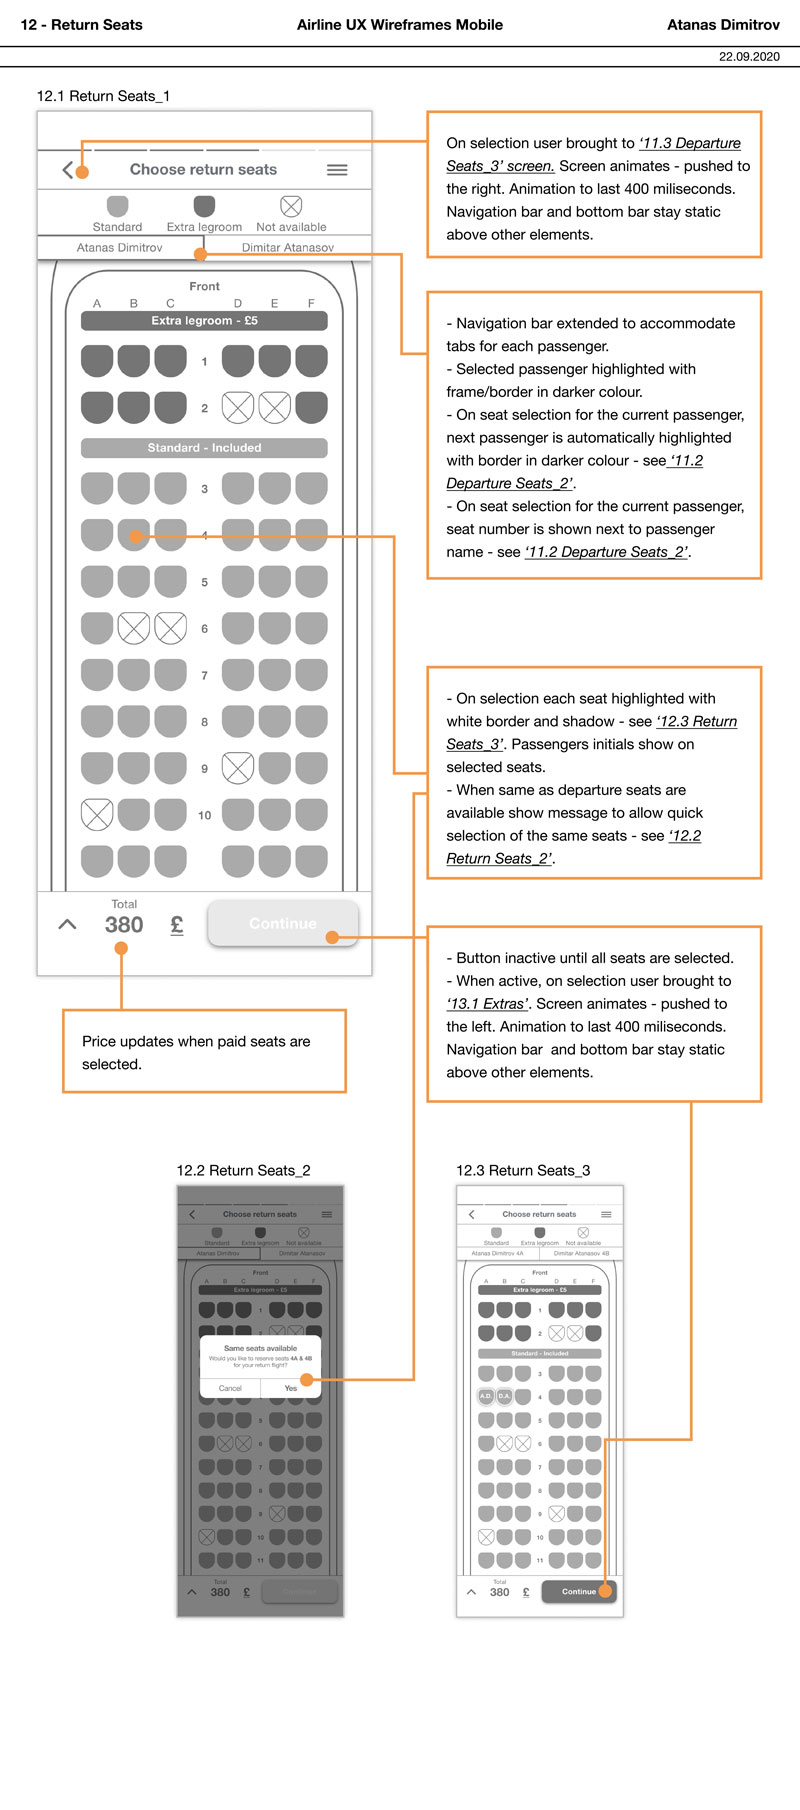 12 - Return Seats
Airline UX Wireframes Mobile
Atanas Dimitrov
22.09.2020
12.1 Return Seats_1
Choose return seats
Standard
Extra legroom
Not available
Atanas Dimitrov
Dimitar Atanasov
Front
A B C D E F
Extra legroom - £5
1
2
Standard - Included
3
4
5
6
7
8
9
10
Total
380 £
Continue
On selection user brought to ‘11.3 Departure
Seats_3’ screen. Screen animates - pushed to
the right. Animation to last 400 miliseconds.
Navigation bar and bottom bar stay static
above other elements.
- Navigation bar extended to accommodate
tabs for each passenger.
- Selected passenger highlighted with
frame/border in darker colour.
- On seat selection for the current passenger,
next passenger is automatically highlighted
with border in darker colour - see ‘11.2
Departure Seats_2’.
- On seat selection for the current passenger,
seat number is shown next to passenger
name - see ‘11.2 Departure Seats_2’.
- On selection each seat highlighted with
white border and shadow - see ‘12.3 Return
Seats_3’. Passengers initials show on
selected seats.
- When same as departure seats are
available show message to allow quick
selection of the same seats - see ‘12.2
Return Seats_2’.
- Button inactive until all seats are selected.
- When active, on selection user brought to
‘13.1 Extras’. Screen animates - pushed to
the left. Animation to last 400 miliseconds.
Navigation bar and bottom bar stay static
above other elements.
Price updates when paid seats are
selected.
12.2 Return Seats_2
Choose return seats
Standard
Extra legroom
Not available
Atanas Dimitrov
Dimitar Atanasov
Front
A B C D E F
Extra legroom - £5
1
2
Same seats available
Would you like to reserve seats 4A & 4B
for your return flight?
Cancel
Yes
5
6
7
8
9
10
11
Total
380 £
Continue
12.3 Return Seats_3
Choose return seats
Standard
Extra legroom
Not available
Atanas Dimitrov 4A
Dimitar Atanasov 4B
Front
A B C D E F
Extra legroom - £5
1
2
Standard - Included
3
A.D. D.A. 4
5
6
7
8
9
10
11
Total
380 £
Continue